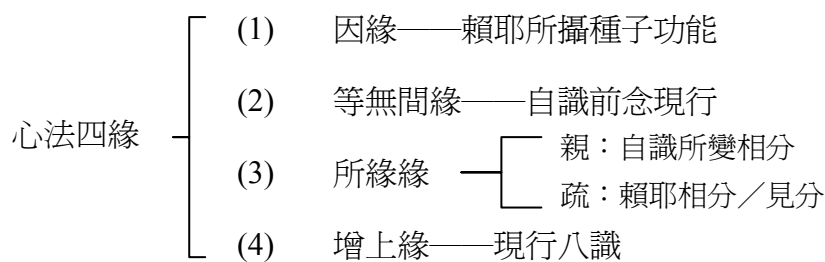 心法四緣
(1) 因緣——賴耶所攝種子功能
(2) 等無間緣——自識前念現行
(3) 所緣緣
親：自識所變相分
疏：賴耶相分／見分
(4) 增上緣——現行八識